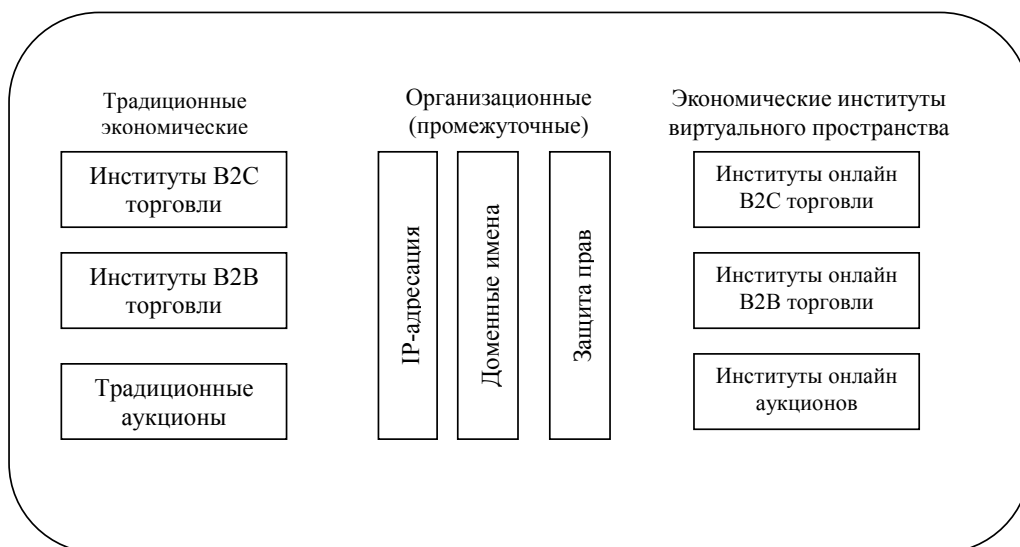 Традиционные
экономические
Институты B2C
торговли
Институты B2B
торговли
Традиционные
аукционы
Организационные
(промежуточные)
IP-адресация
Доменные имена
Защита прав
Экономические институты
виртуального пространства
Институты онлайн
B2C торговли
Институты онлайн
B2B торговли
Институты онлайн
аукционов